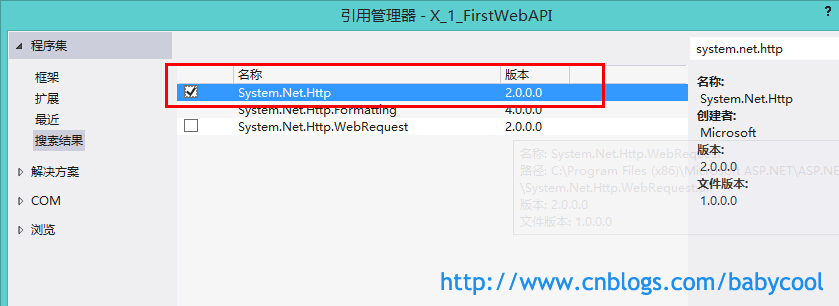 引用管理器 - X_1_FirstWebAPI
?
程序集
框架
扩展
最近
搜索结果
解决方案
COM
浏览
名称 版本
System.Net.Http 2.0.0.0
System.Net.Http.Formatting 4.0.0.0
System.Net.Http.WebRequest 2.0.0.0
名称: System.Net.Http.WebRequest
路径: C:\Program Files (x86)\Microsoft ASP.NET\ASP.NE
\System.Net.Http.WebRequest
版本: 2.0.0.0
文件版本: 1.0.0.0
system.net.http
名称:
System.Net.Http
创建者:
Microsoft
版本:
2.0.0.0
文件版本:
1.0.0.0
http://www.cnblogs.com/babycool